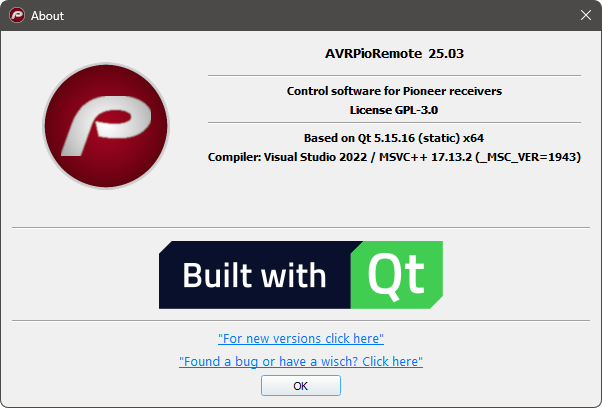 About
AVRPioRemote 25.03
Control software for Pioneer receivers
License GPL-3.0
Based on Qt 5.15.16 (static) x64
Compiler: Visual Studio 2022 / MSVC++ 17.13.2 (_MSC_VER=1943)
Built with Qt
"For new versions click here"
"Found a bug or have a wisch? Click here"
OK